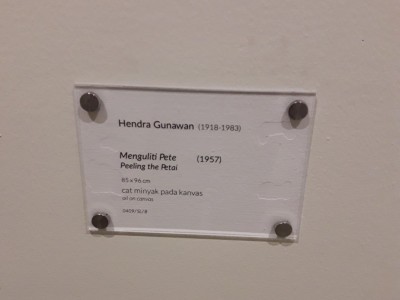 Hendra Gunawan (1918-1983)
Menguliti Pete (1957)
Peeling the Petai
65 x 96 cm
cat minyak pada kanvas
oil on canvas